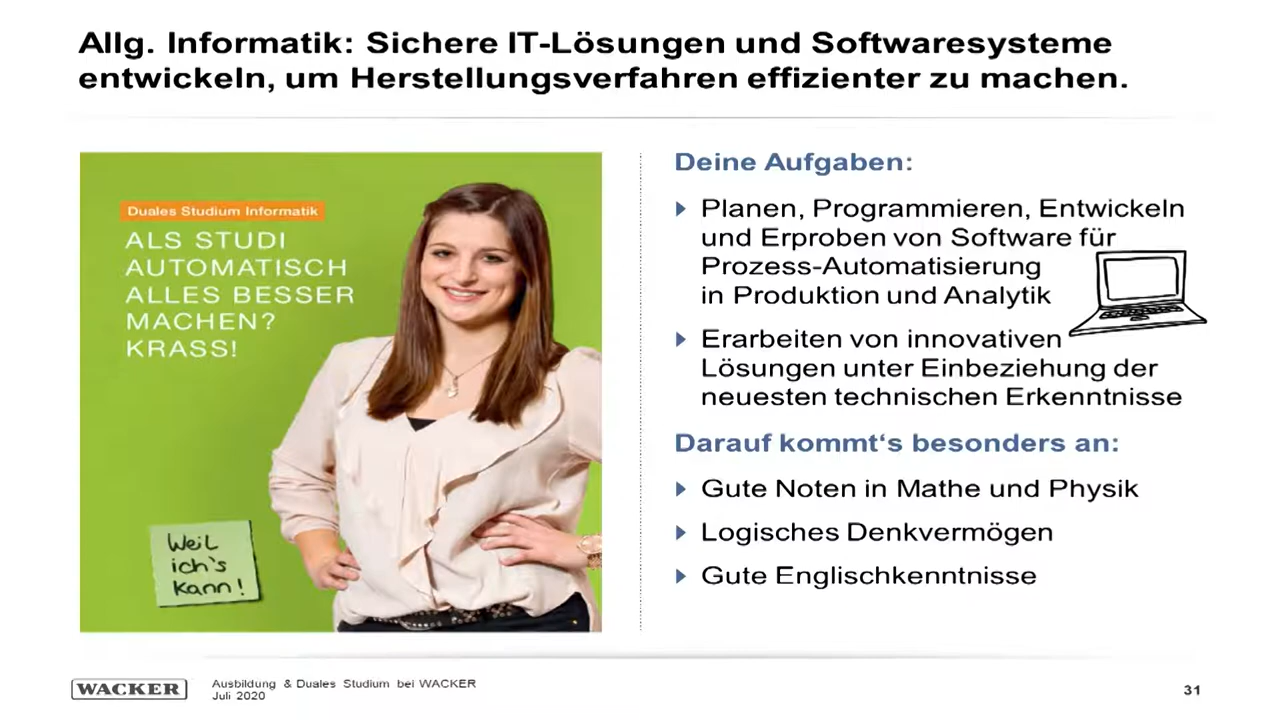 Allg. Informatik: Sichere IT-Lösungen und Softwaresysteme
entwickeln, um Herstellungsverfahren effizienter zu machen.
Duales Studium Informatik
ALS STUDI
AUTOMATISCH
ALLES BESSER
MACHEN?
KRASS!
Weil
ich's
kann!
Deine Aufgaben:
Planen, Programmieren, Entwickeln
und Erproben von Software für
Prozess-Automatisierung
in Produktion und Analytik
Erarbeiten von innovativen
Lösungen unter Einbeziehung der
neuesten technischen Erkenntnisse
Darauf kommt‘s besonders an:
Gute Noten in Mathe und Physik
Logisches Denkvermögen
Gute Englischkenntnisse
WACKER
Ausbildung & Duales Studium bei WACKER
Juli 2020
31